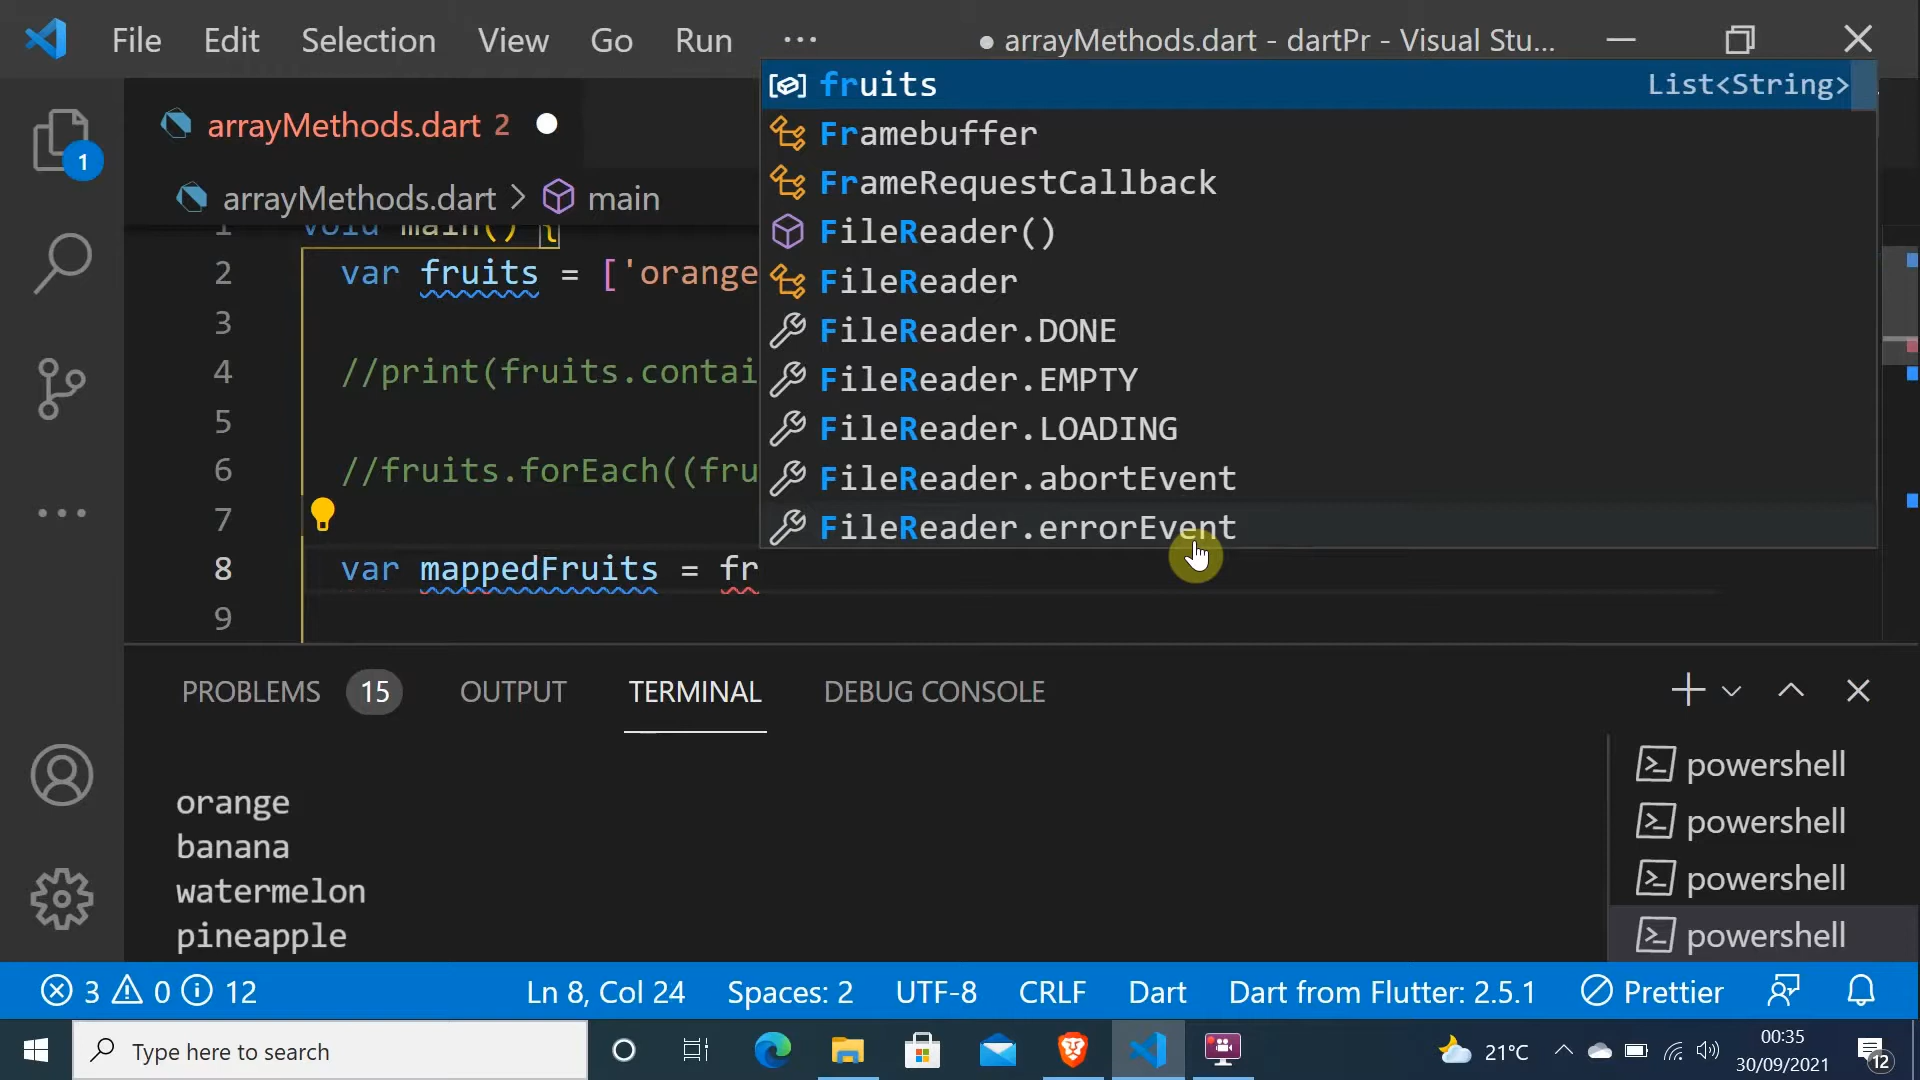 File Edit Selection View Go Run ··· ● arrayMethods.dart - dartPr - Visual Stu...
arrayMethods.dart 2
1
arrayMethods.dart > main
1 void main() {
2 var fruits = ['orange
3
4 //print(fruits.contai
5
6 //fruits.forEach((fru
7
8 var mappedFruits = fr
9
fruits List<String>
Framebuffer
FrameRequestCallback
FileReader()
FileReader
FileReader.DONE
FileReader.EMPTY
FileReader.LOADING
FileReader.abortEvent
FileReader.errorEvent
PROBLEMS 15 OUTPUT TERMINAL DEBUG CONSOLE
orange
banana
watermelon
pineapple
powershell
powershell
powershell
powershell
3 0 12 Ln 8, Col 24 Spaces: 2 UTF-8 CRLF Dart Dart from Flutter: 2.5.1 Prettier
Type here to search 21°C 00:35
30/09/2021 12